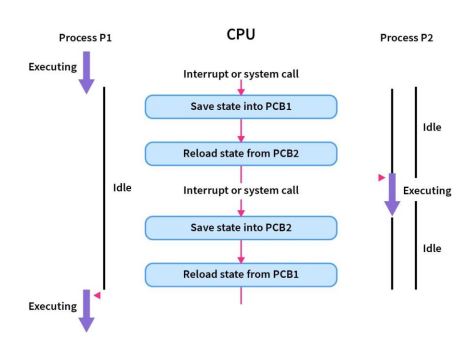 Process P1
CPU
Process P2
Executing
Interrupt or system call
Save state into PCB1
Idle
Reload state from PCB2
Idle
Interrupt or system call
Executing
Save state into PCB2
Idle
Reload state from PCB1
Executing